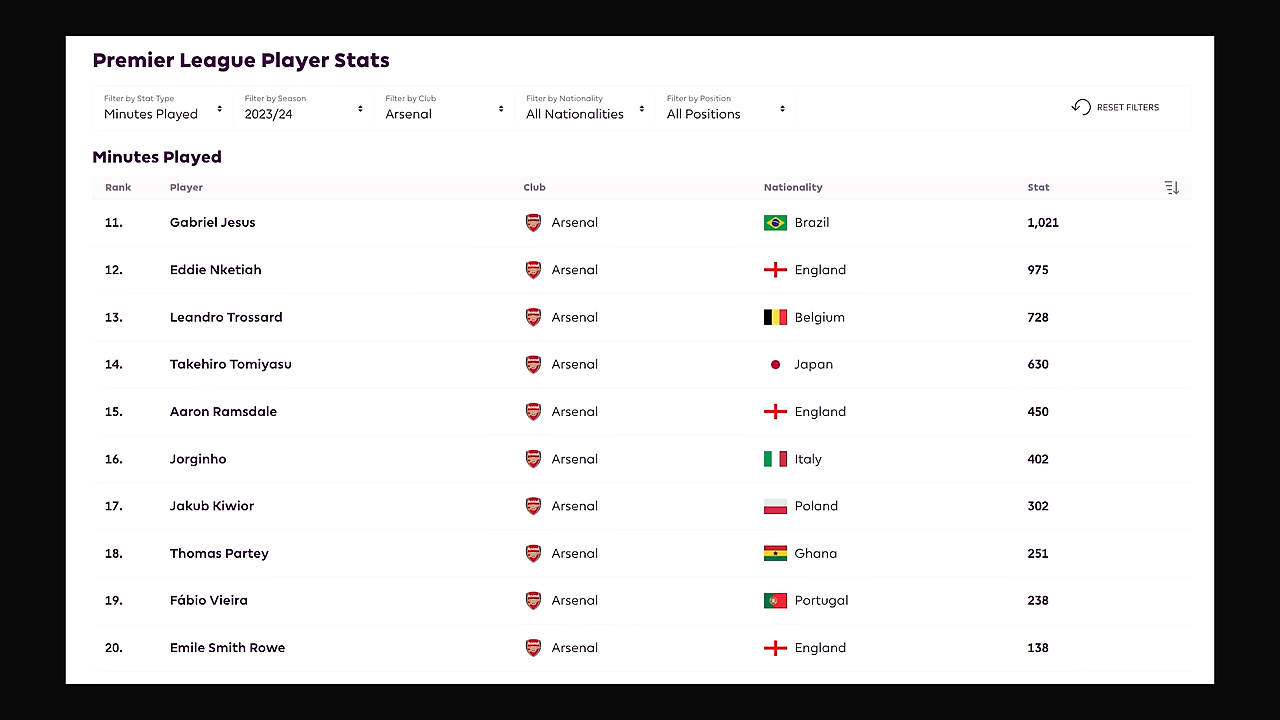 Premier League Player Stats
Filter by Stat Type Filter by Season Filter by Club Filter by Nationality Filter by Position
Minutes Played 2023/24 Arsenal All Nationalities All Positions RESET FILTERS
Minutes Played
Rank Player Club Nationality Stat
11. Gabriel Jesus Arsenal Brazil 1,021
12. Eddie Nketiah Arsenal England 975
13. Leandro Trossard Arsenal Belgium 728
14. Takehiro Tomiyasu Arsenal Japan 630
15. Aaron Ramsdale Arsenal England 450
16. Jorginho Arsenal Italy 402
17. Jakub Kiwior Arsenal Poland 302
18. Thomas Partey Arsenal Ghana 251
19. Fábio Vieira Arsenal Portugal 238
20. Emile Smith Rowe Arsenal England 138